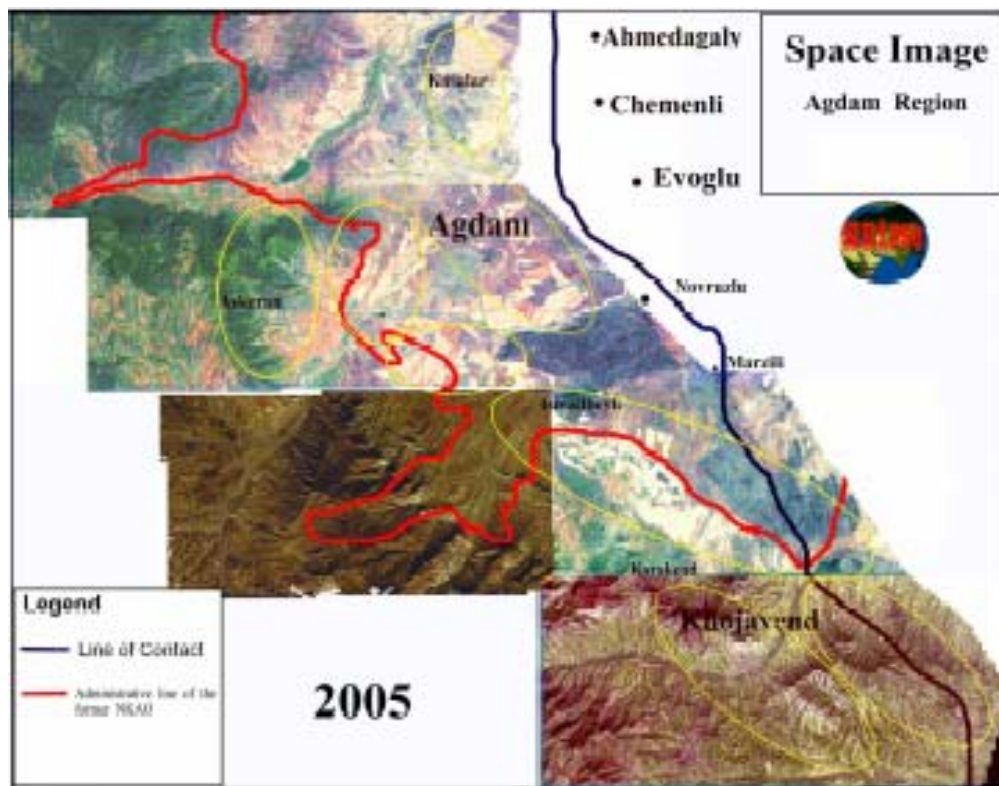 Ahmedagaly
Chemenli
Evoglu
Space Image
Agdam Region
Agdam
Novruzlu
Marzili
Khojavend
Legend
Line of Contact
Administrative line of the
former NKAO
2005